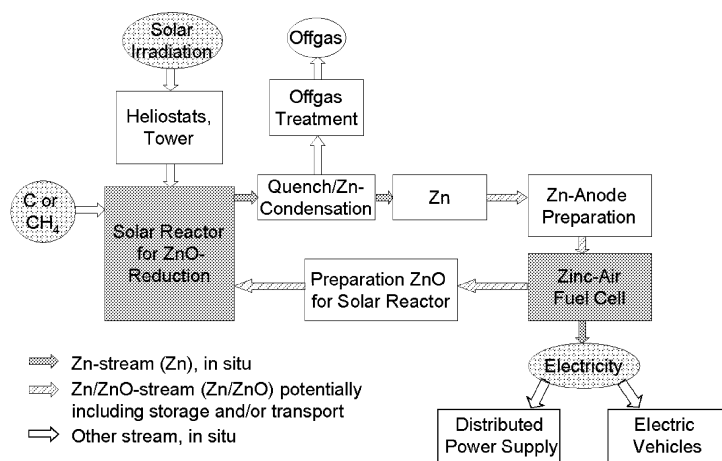 Solar
Irradiation
Offgas
Heliostats,
Tower
Offgas
Treatment
C or
CH₄
Solar Reactor
for ZnO-
Reduction
Quench/Zn-
Condensation
Zn
Zn-Anode
Preparation
Preparation ZnO
for Solar Reactor
Zinc-Air
Fuel Cell
Zn-stream (Zn), in situ
Zn/ZnO-stream (Zn/ZnO) potentially
including storage and/or transport
Other stream, in situ
Electricity
Distributed
Power Supply
Electric
Vehicles